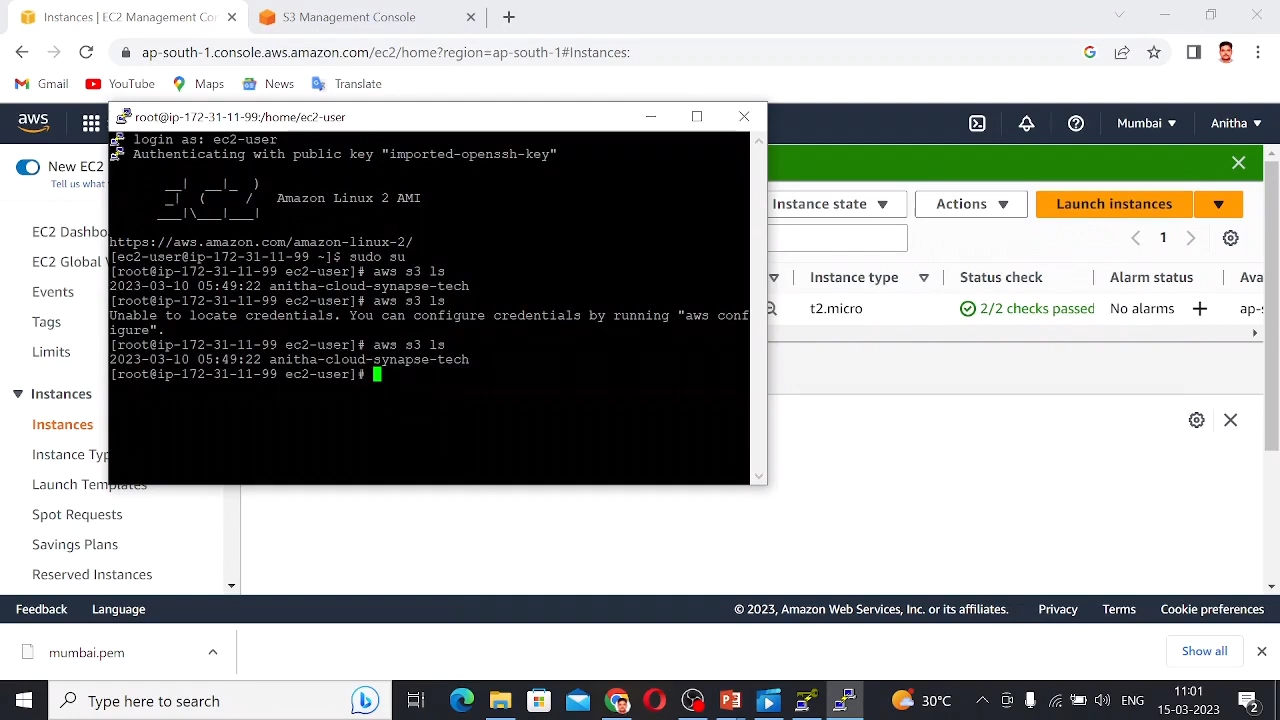 Instances | EC2 Management Con
S3 Management Console
ap-south-1.console.aws.amazon.com/ec2/home?region=ap-south-1#Instances:
Gmail
YouTube
Maps
News
Translate
aws
Mumbai
Anitha
root@ip-172-31-11-99:/home/ec2-user
login as: ec2-user
Authenticating with public key "imported-openssh-key"
__|  __|_  )
_|  (     /   Amazon Linux 2 AMI
___|\___|___|
https://aws.amazon.com/amazon-linux-2/
[ec2-user@ip-172-31-11-99 ~]$ sudo su
[root@ip-172-31-11-99 ec2-user]# aws s3 ls
2023-03-10 05:49:22 anitha-cloud-synapse-tech
[root@ip-172-31-11-99 ec2-user]# aws s3 ls
Unable to locate credentials. You can configure credentials by running "aws conf
igure".
[root@ip-172-31-11-99 ec2-user]# aws s3 ls
2023-03-10 05:49:22 anitha-cloud-synapse-tech
[root@ip-172-31-11-99 ec2-user]#
New EC2
Tell us what
EC2 Dashbo
EC2 Global
Events
Tags
Limits
Instances
Instances
Instance Typ
Launch Templates
Spot Requests
Savings Plans
Reserved Instances
Instance state
Actions
Launch instances
1
Instance type
Status check
Alarm status
Ava
t2.micro
2/2 checks passed
No alarms
ap-s
Feedback
Language
© 2023, Amazon Web Services, Inc. or its affiliates.
Privacy
Terms
Cookie preferences
mumbai.pem
Show all
Type here to search
30°C
ENG
11:01
15-03-2023
2